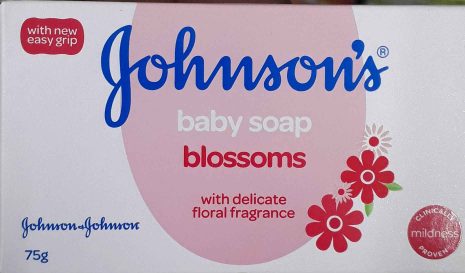 with new
easy grip
Johnson's®
baby soap
blossoms
with delicate
floral fragrance
Johnson & Johnson
75g
CLINICALLY
mildness
PROVEN